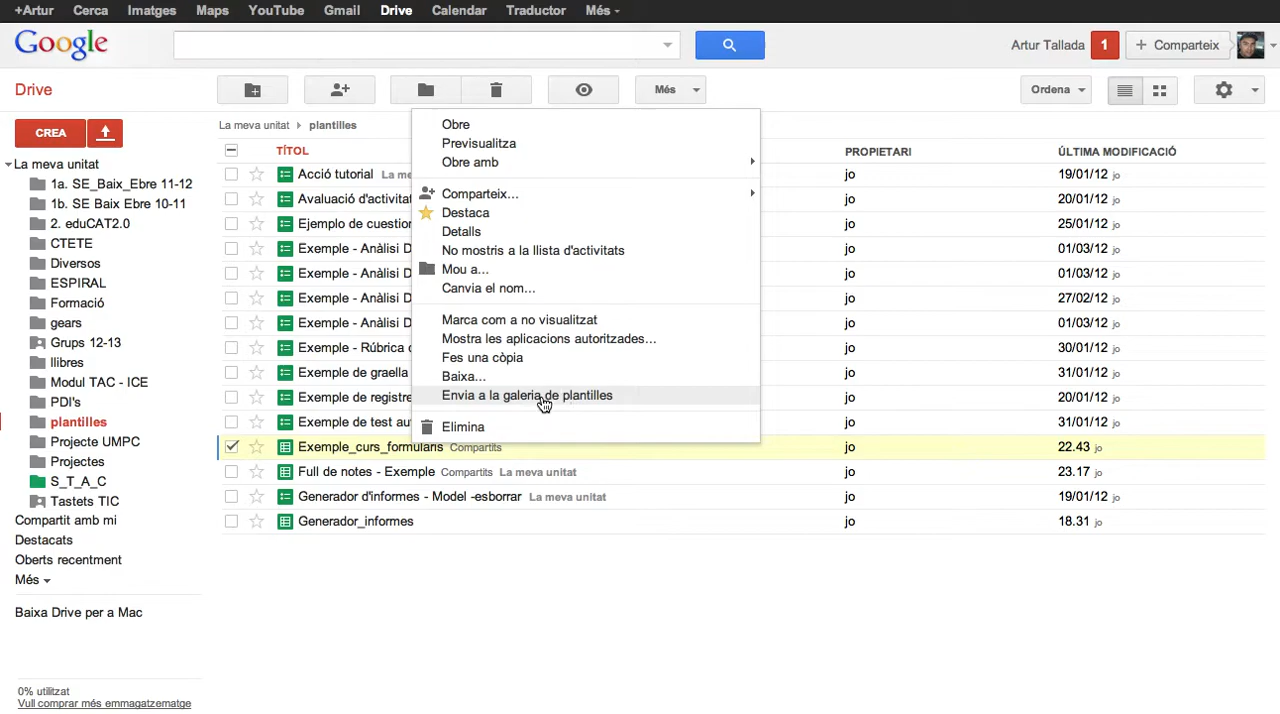 +Artur Cerca Imatges Maps YouTube Gmail Drive Calendar Traductor Més
Google
Artur Tallada 1 + Comparteix
Drive
Més
Ordena
CREA
La meva unitat
1a. SE_Baix_Ebre 11-12
1b. SE Baix Ebre 10-11
2. eduCAT2.0
CTETE
Diversos
ESPIRAL
Formació
gears
Grups 12-13
llibres
Modul TAC - ICE
PDI's
plantilles
Projecte UMPC
Projectes
S_T_A_C
Tastets TIC
Compartit amb mi
Destacats
Oberts recentment
Més
Baixa Drive per a Mac
0% utilitzat
Vull comprar més emmagatzematge
La meva unitat plantilles
TÍTOL PROPIETARI ÚLTIMA MODIFICACIÓ
Acció tutorial La me jo 19/01/12 jo
Avaluació d'activitat jo 20/01/12 jo
Ejemplo de cuestion jo 25/01/12 jo
Exemple - Anàlisi D jo 01/03/12 jo
Exemple - Anàlisi D jo 01/03/12 jo
Exemple - Anàlisi D jo 27/02/12 jo
Exemple - Anàlisi D jo 01/03/12 jo
Exemple - Rúbrica d jo 30/01/12 jo
Exemple de graella jo 31/01/12 jo
Exemple de registre jo 20/01/12 jo
Exemple de test au jo 31/01/12 jo
Exemple_curs_formularis Compartits jo 22.43 jo
Full de notes - Exemple Compartits La meva unitat jo 23.17 jo
Generador d'informes - Model -esborrar La meva unitat jo 19/01/12 jo
Generador_informes jo 18.31 jo
Obre
Previsualitza
Obre amb
Comparteix...
Destaca
Detalls
No mostris a la llista d'activitats
Mou a...
Canvia el nom...
Marca com a no visualitzat
Mostra les aplicacions autoritzades...
Fes una còpia
Baixa...
Envia a la galeria de plantilles
Elimina